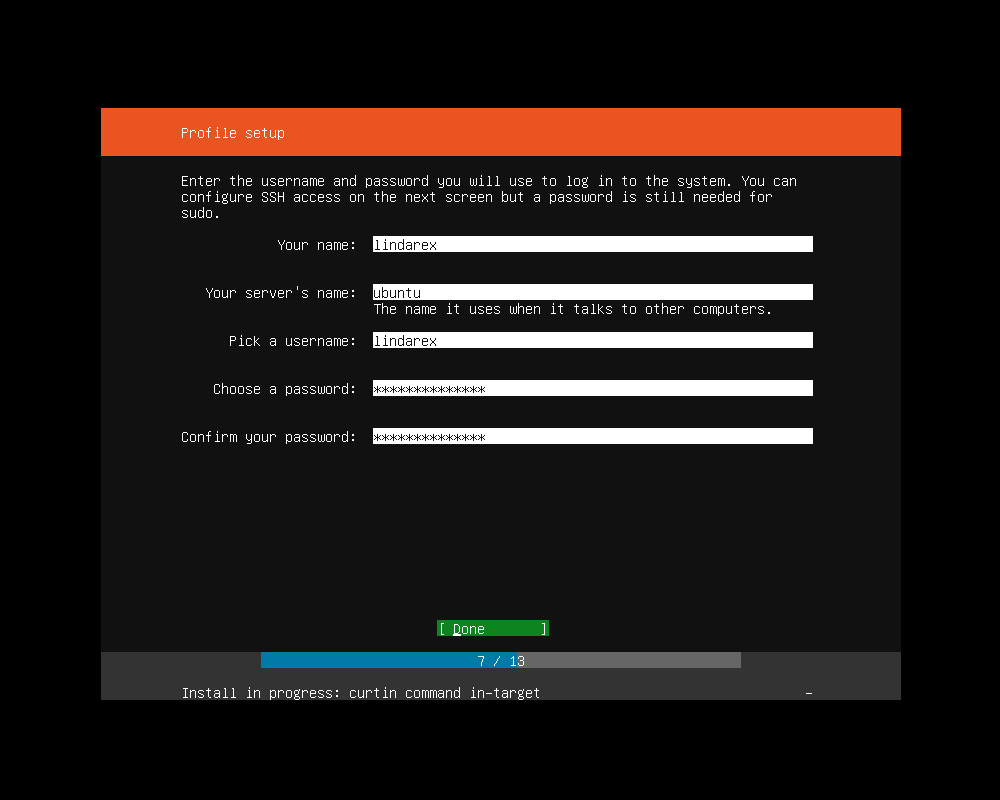 Profile setup
Enter the username and password you will use to log in to the system. You can
configure SSH access on the next screen but a password is still needed for
sudo.
Your name: lindarex
Your server's name: ubuntu
The name it uses when it talks to other computers.
Pick a username: lindarex
Choose a password: **************
Confirm your password: **************
[ Done ]
7 / 13
Install in progress: curtin command in-target -